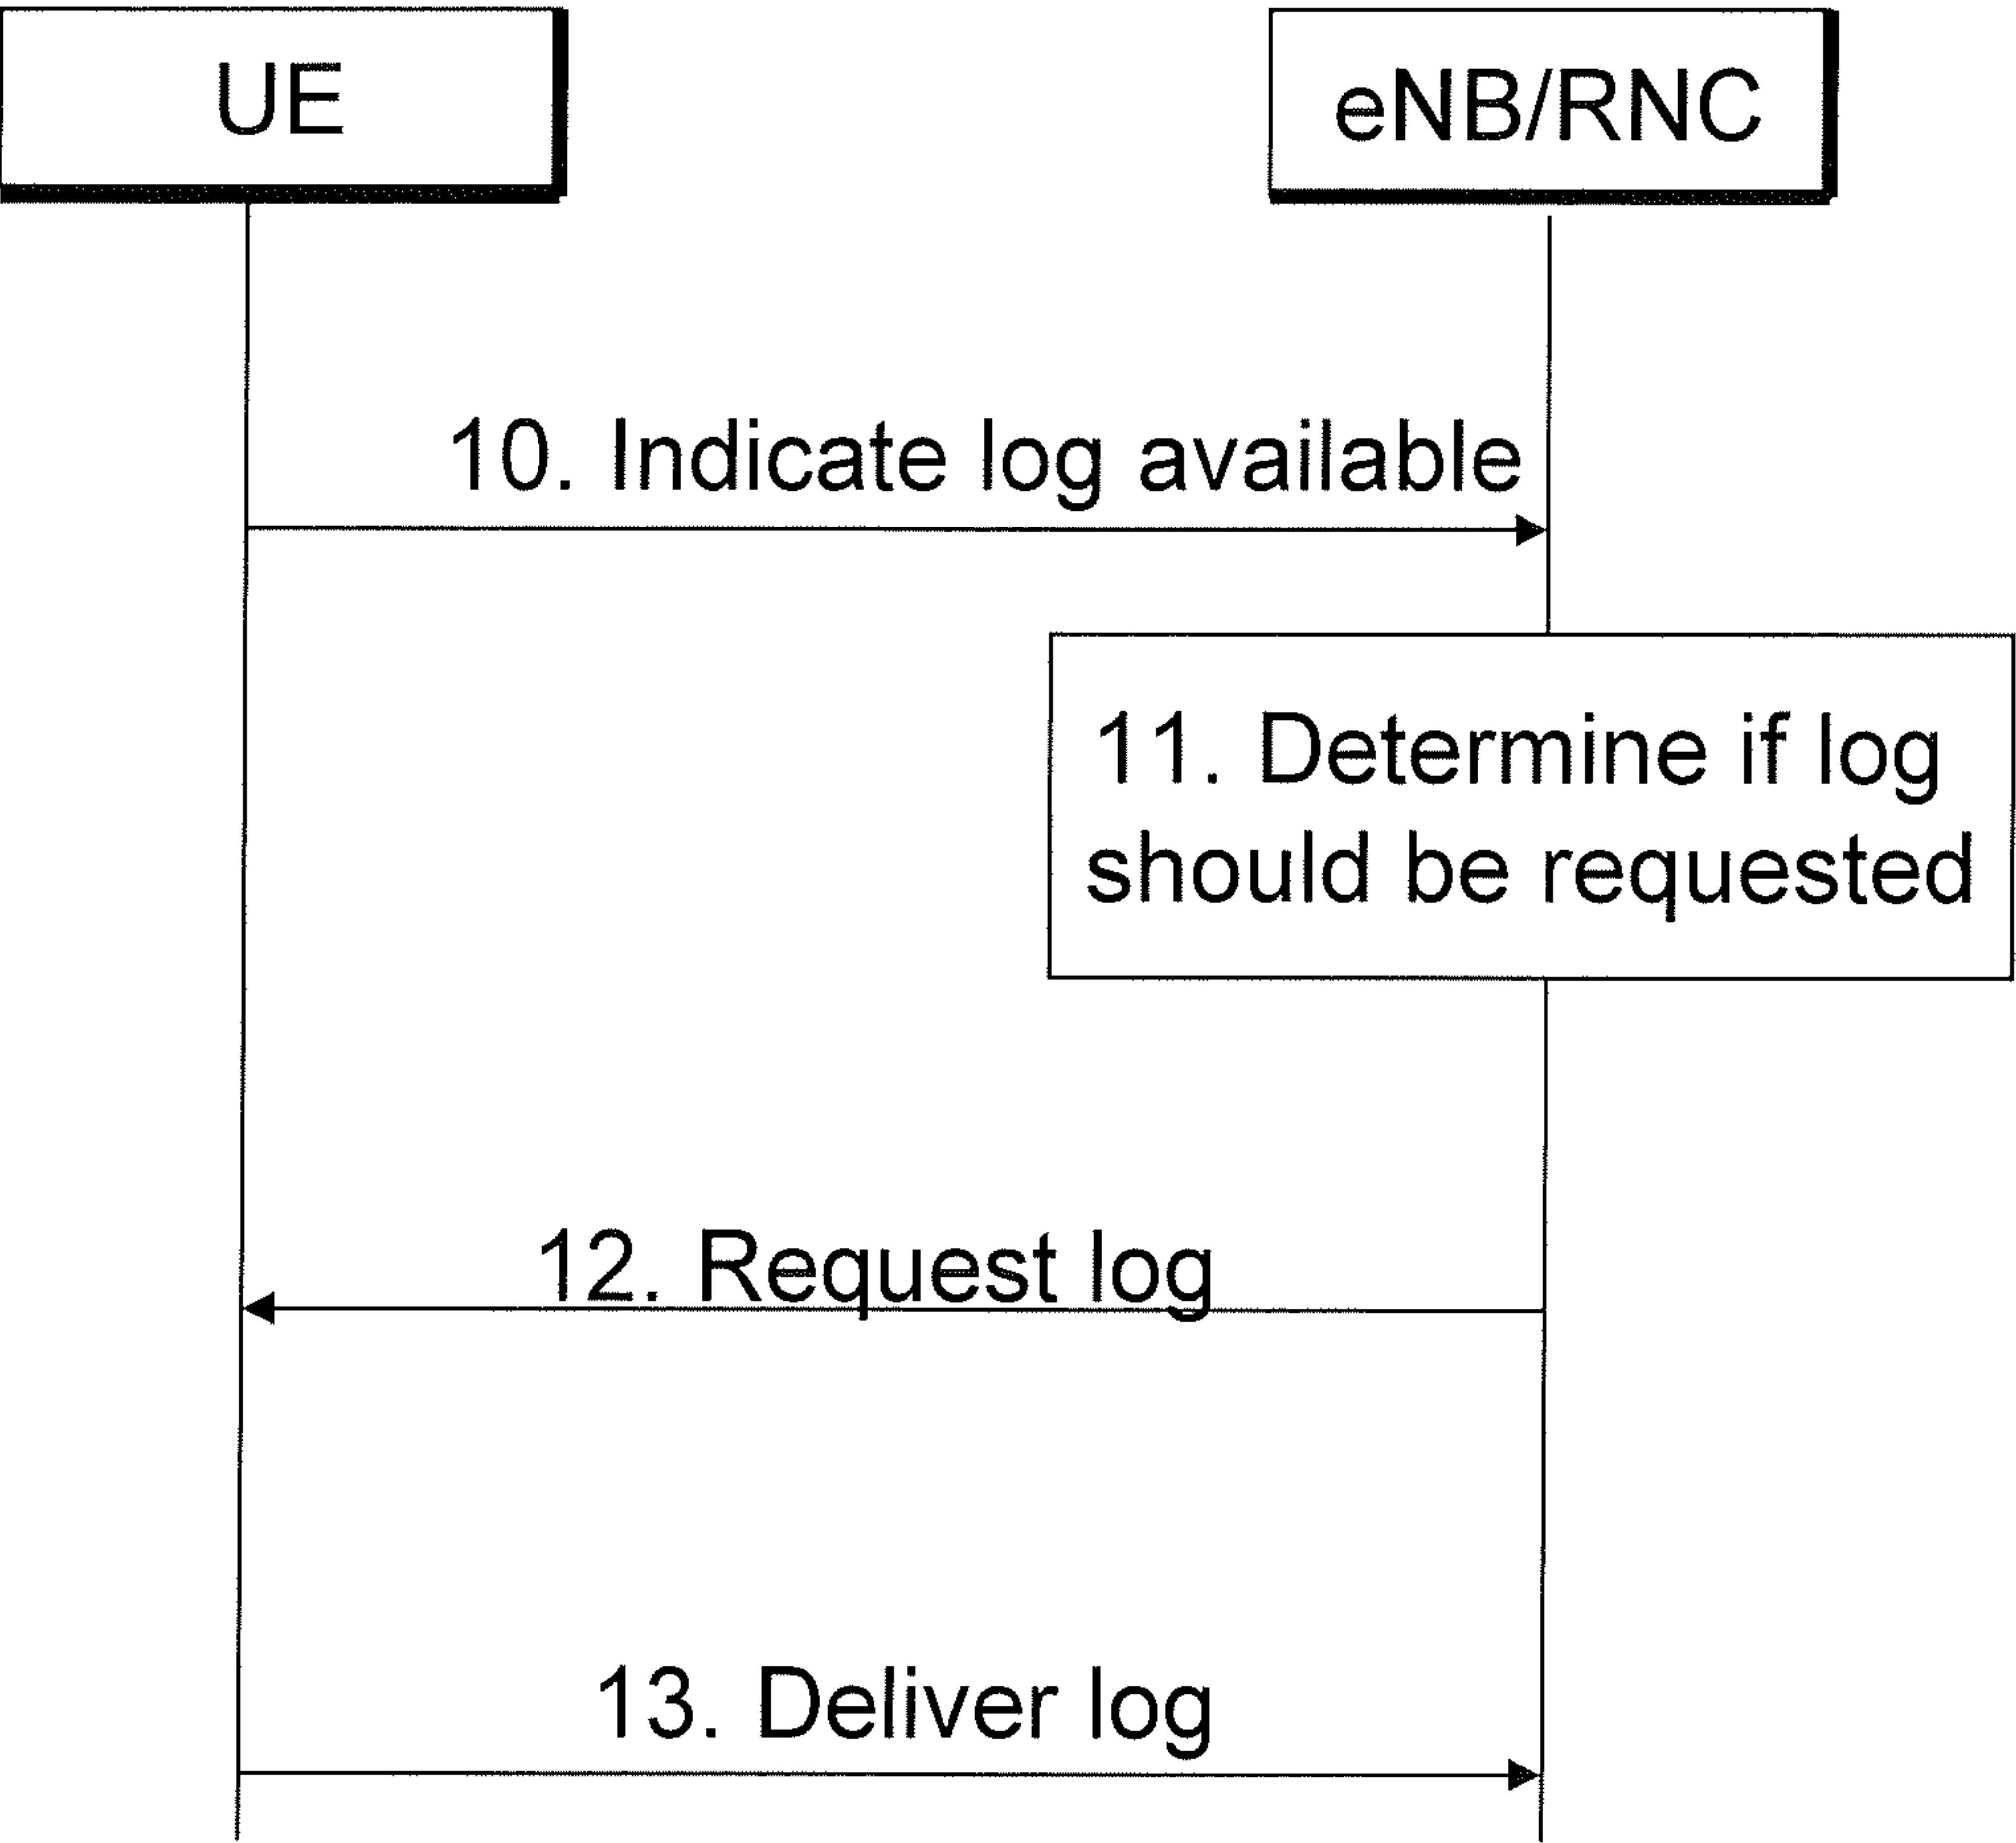 UE
eNB/RNC
10. Indicate log available
11. Determine if log
should be requested
12. Request log
13. Deliver log